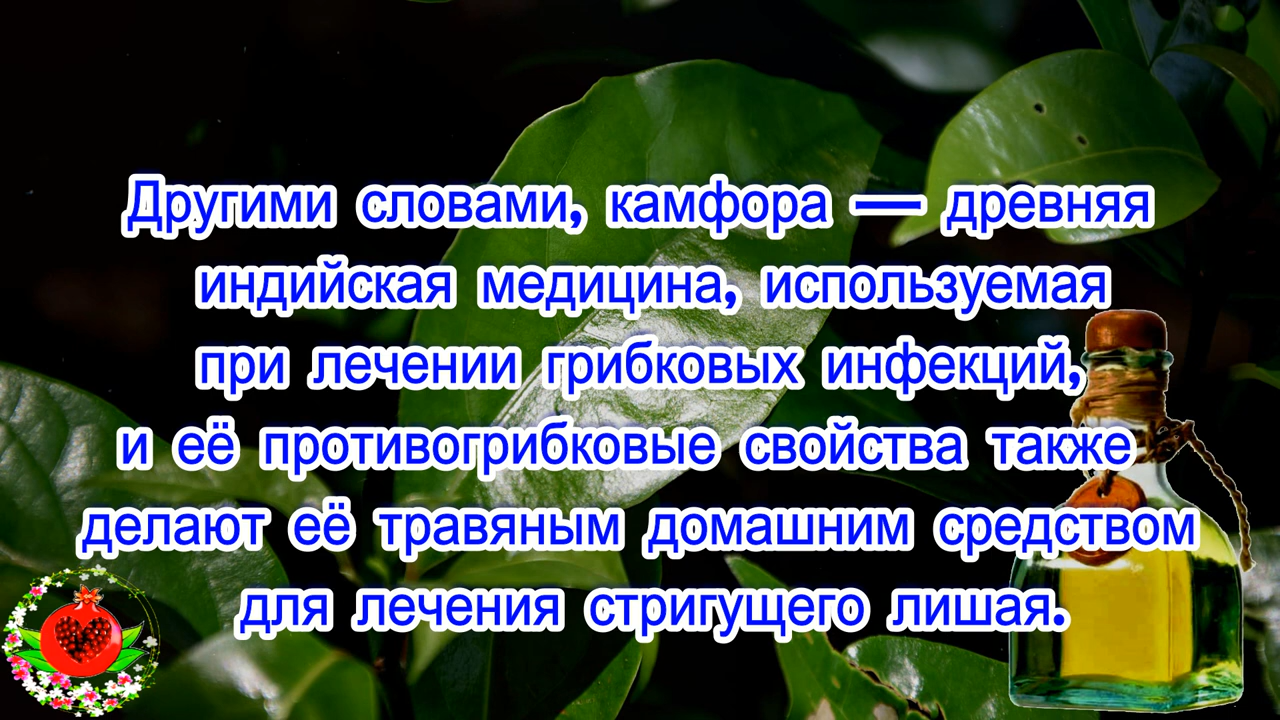 Другими словами, камфора — древняя
индийская медицина, используемая
при лечении грибковых инфекций,
и её противогрибковые свойства также
делают её травяным домашним средством
для лечения стригущего лишая.